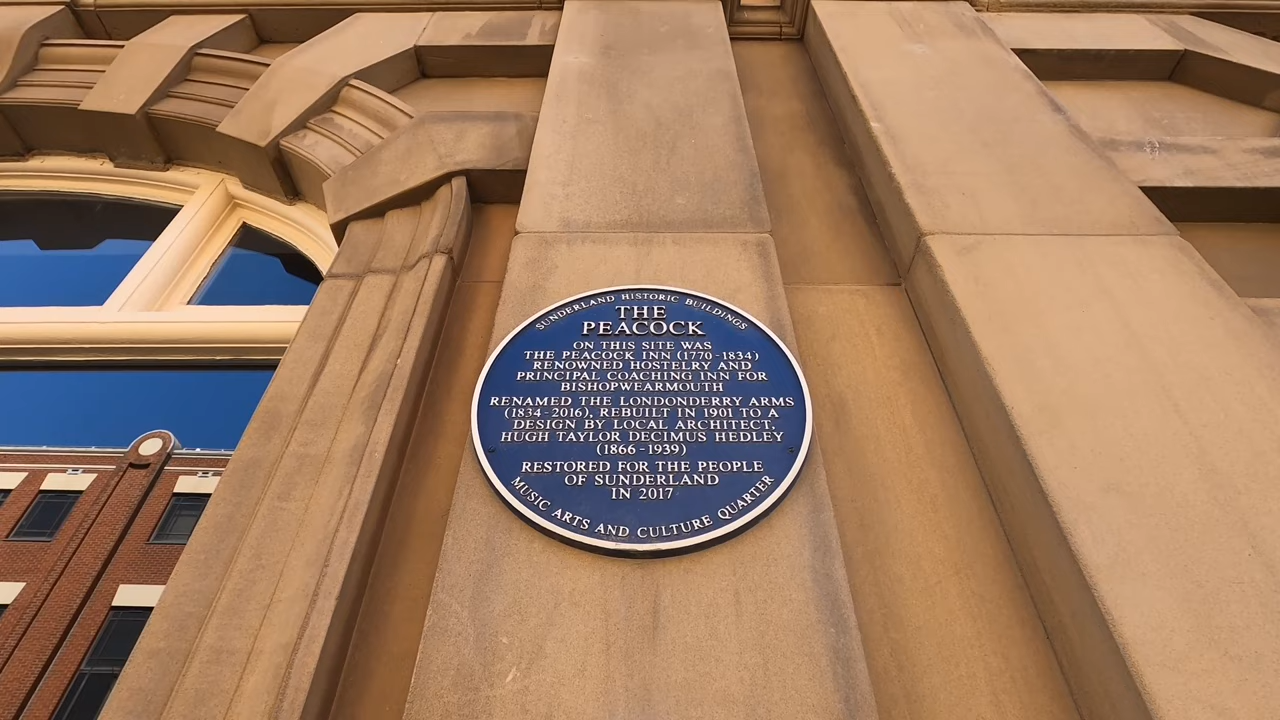 SUNDERLAND HISTORIC BUILDINGS
THE
PEACOCK
ON THIS SITE WAS
THE PEACOCK INN (1770-1834)
RENOWNED HOSTELRY AND
PRINCIPAL COACHING INN FOR
BISHOPWEARMOUTH
RENAMED THE LONDONDERRY ARMS
(1834-2016), REBUILT IN 1901 TO A
DESIGN BY LOCAL ARCHITECT,
HUGH TAYLOR DECIMUS HEDLEY
(1866-1939)
RESTORED FOR THE PEOPLE
OF SUNDERLAND
IN 2017
MUSIC ARTS AND CULTURE QUARTER